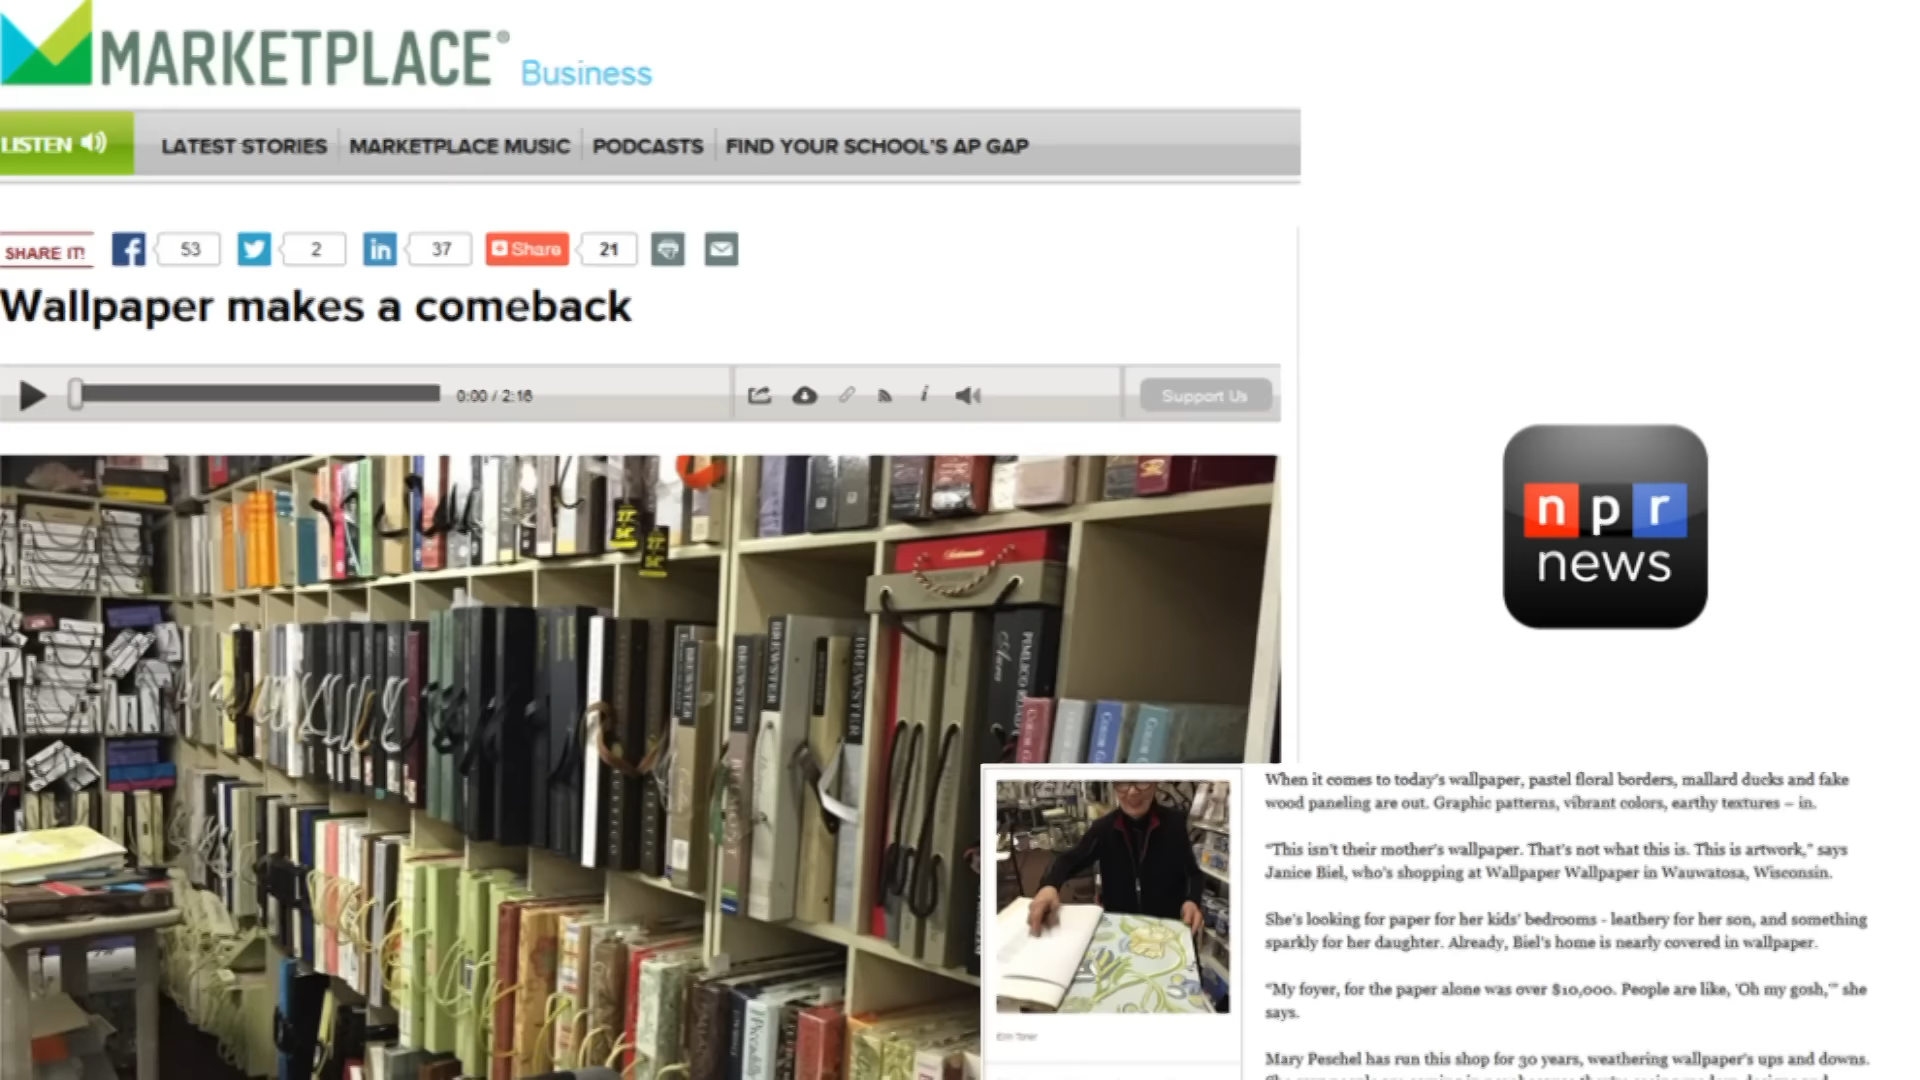 MARKETPLACE® Business
LISTEN LATEST STORIES MARKETPLACE MUSIC PODCASTS FIND YOUR SCHOOL'S AP GAP
SHARE IT! 53 2 in 37 Share 21
Wallpaper makes a comeback
0:00 / 2:16 Support Us
npr
news
BREWSTER
BREWSTER
BREWSTER
BREWSTER
When it comes to today's wallpaper, pastel floral borders, mallard ducks and fake
wood paneling are out. Graphic patterns, vibrant colors, earthy textures – in.
"This isn't their mother's wallpaper. That's not what this is. This is artwork," says
Janice Biel, who's shopping at Wallpaper Wallpaper in Wauwatosa, Wisconsin.
She's looking for paper for her kids' bedrooms - leathery for her son, and something
sparkly for her daughter. Already, Biel's home is nearly covered in wallpaper.
"My foyer, for the paper alone was over $10,000. People are like, 'Oh my gosh,'" she
says.
Mary Peschel has run this shop for 30 years, weathering wallpaper's ups and downs.